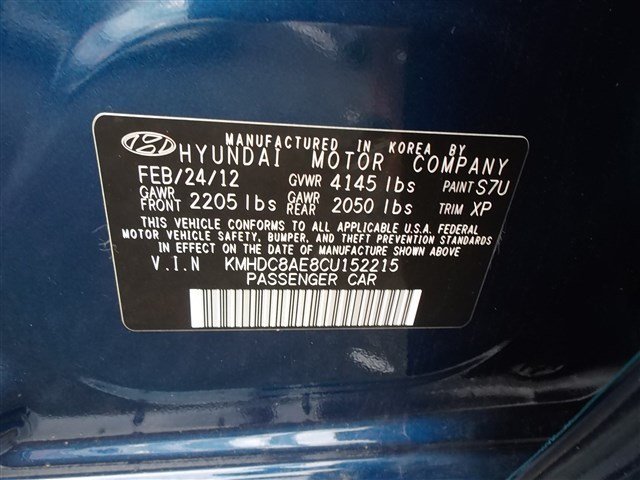 MANUFACTURED IN KOREA BY
HYUNDAI MOTOR COMPANY
FEB/24/12 GVWR 4145 lbs PAINT S7U
GAWR FRONT 2205 lbs GAWR REAR 2050 lbs TRIM XP
THIS VEHICLE CONFORMS TO ALL APPLICABLE U.S.A. FEDERAL
MOTOR VEHICLE SAFETY, BUMPER, AND THEFT PREVENTION STANDARDS
IN EFFECT ON THE DATE OF MANUFACTURE SHOWN ABOVE
V.I.N KMHDC8AE8CU152215
PASSENGER CAR